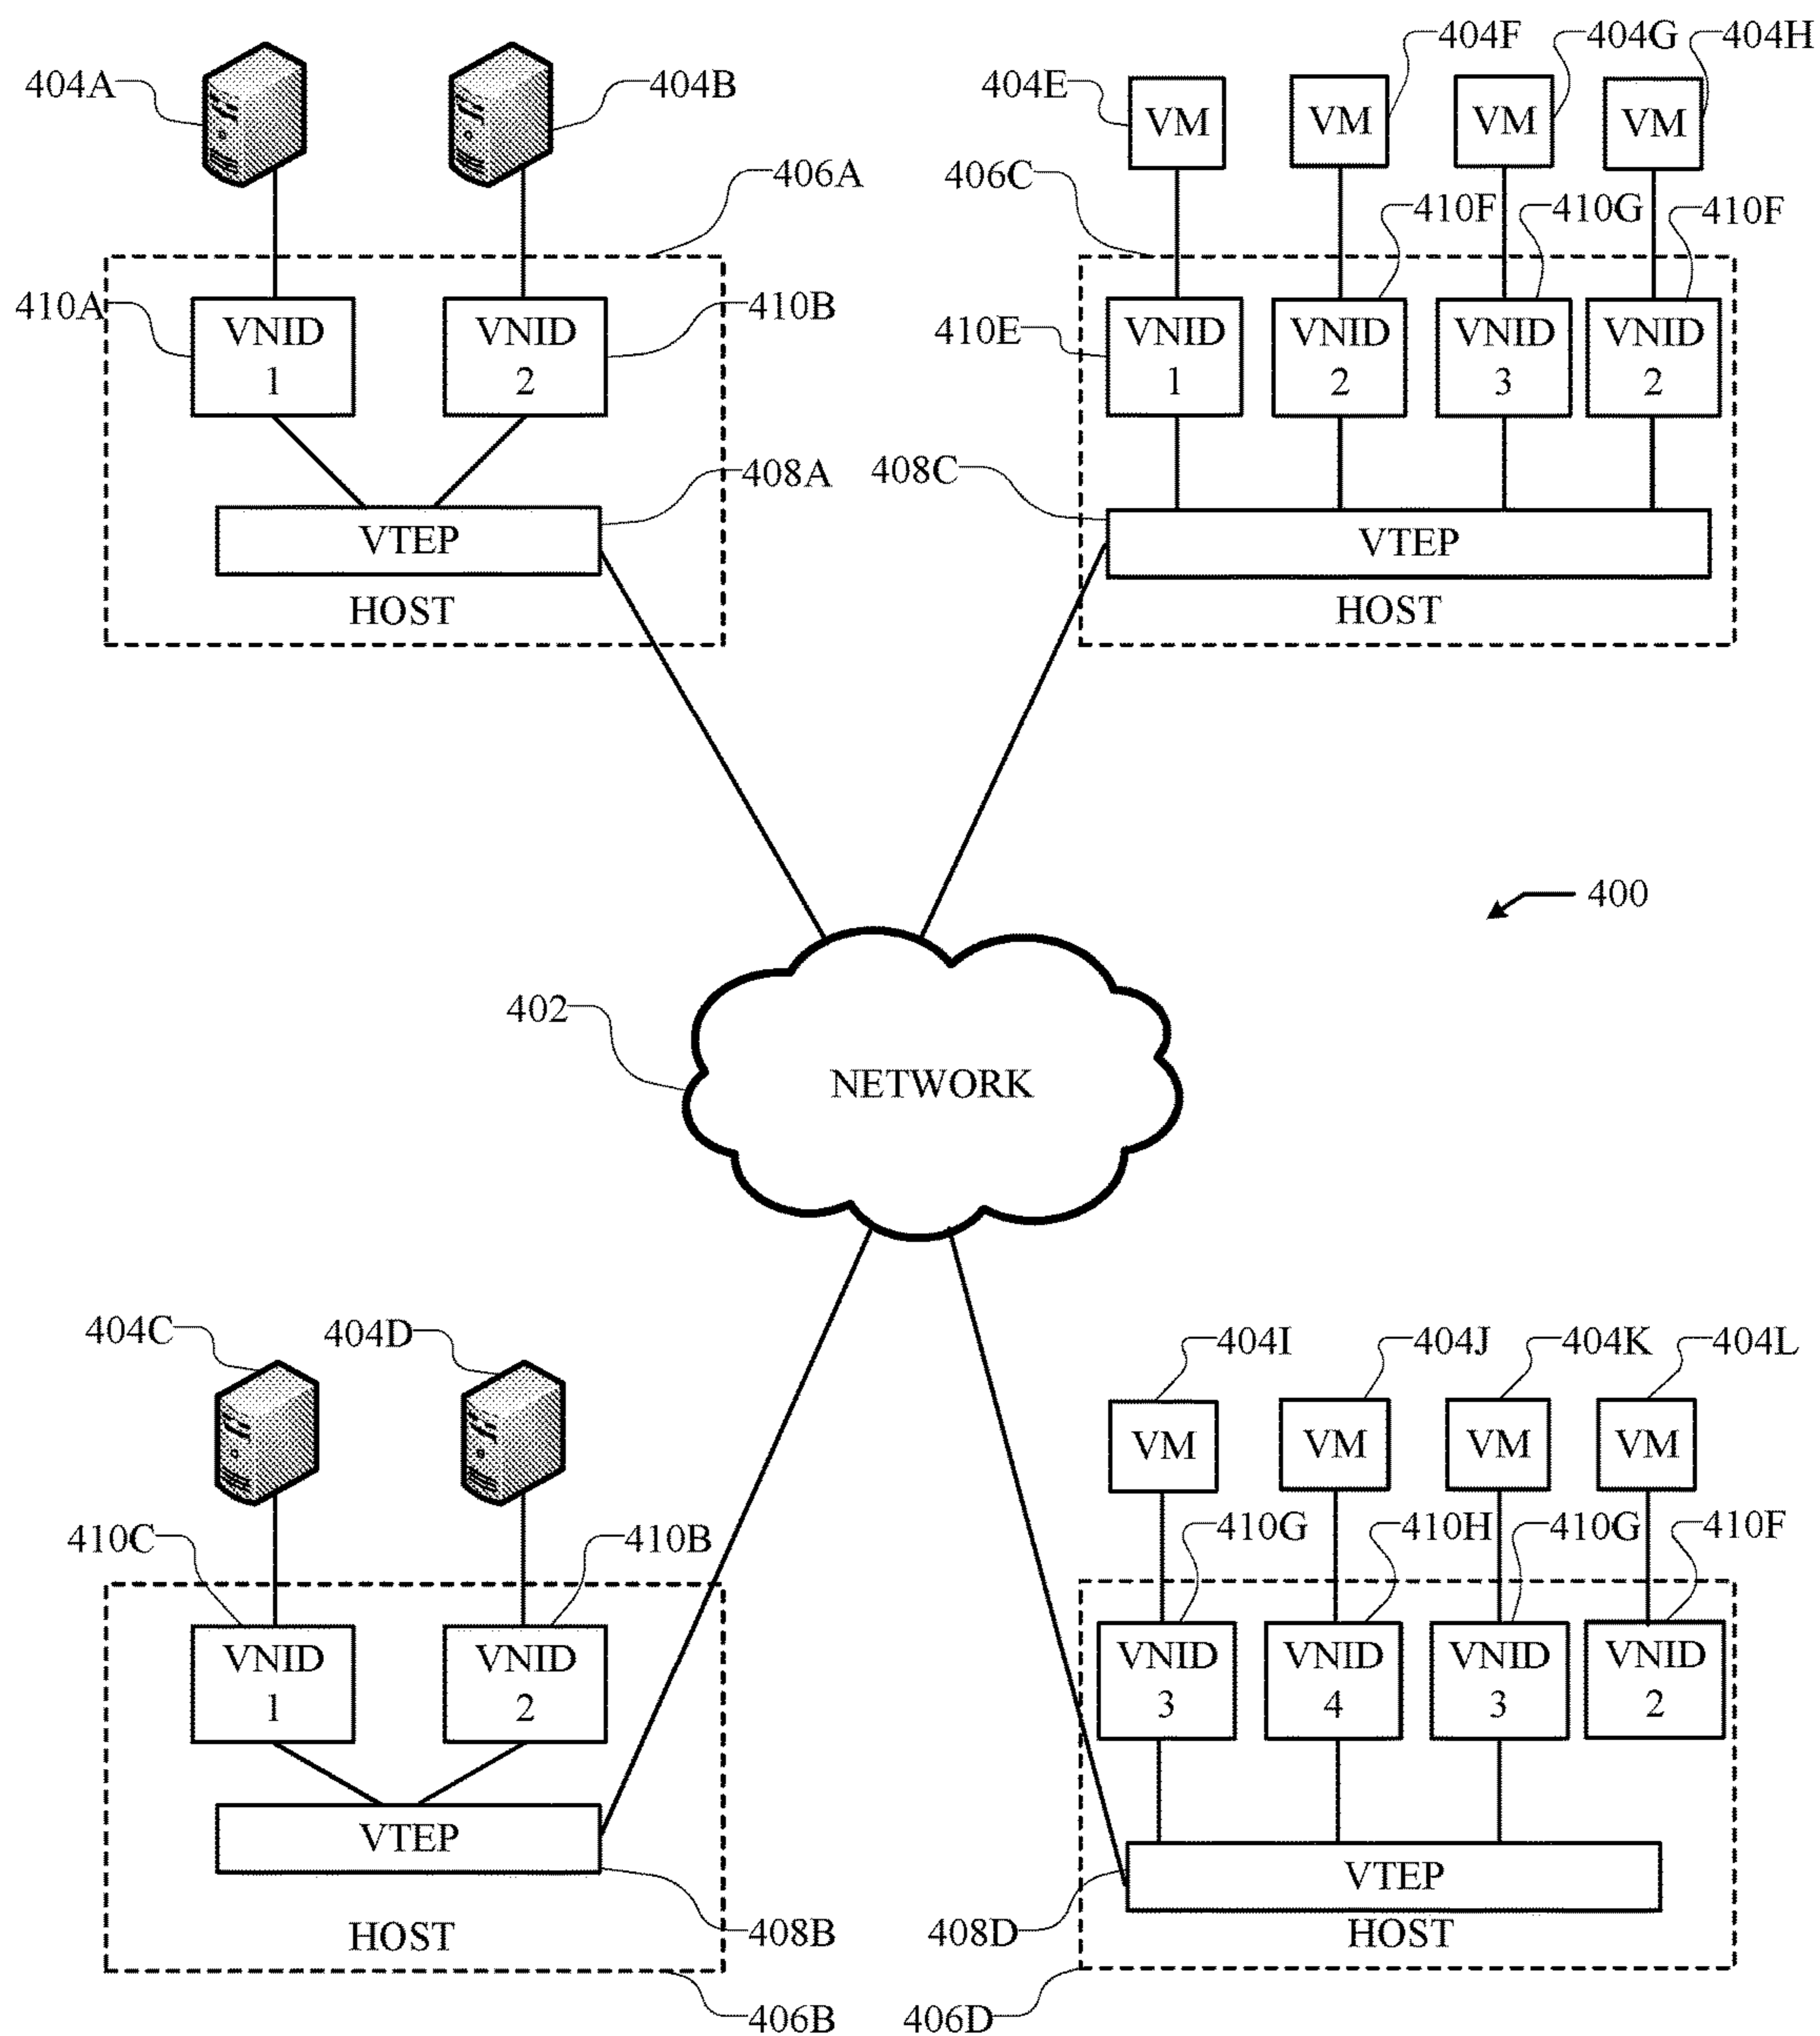 404A
404B
404E
404F
404G
404H
VM
VM
VM
VM
406A
406C
410F
410G
410F
410A
VNID
1
VNID
2
410B
410E
VNID
1
VNID
2
VNID
3
VNID
2
408A
408C
VTEP
VTEP
HOST
HOST
400
402
NETWORK
404C
404D
404I
404J
404K
404L
VM
VM
VM
VM
410C
410B
410G
410H
410G
410F
VNID
1
VNID
2
VNID
3
VNID
4
VNID
3
VNID
2
VTEP
VTEP
408B
408D
HOST
HOST
406B
406D